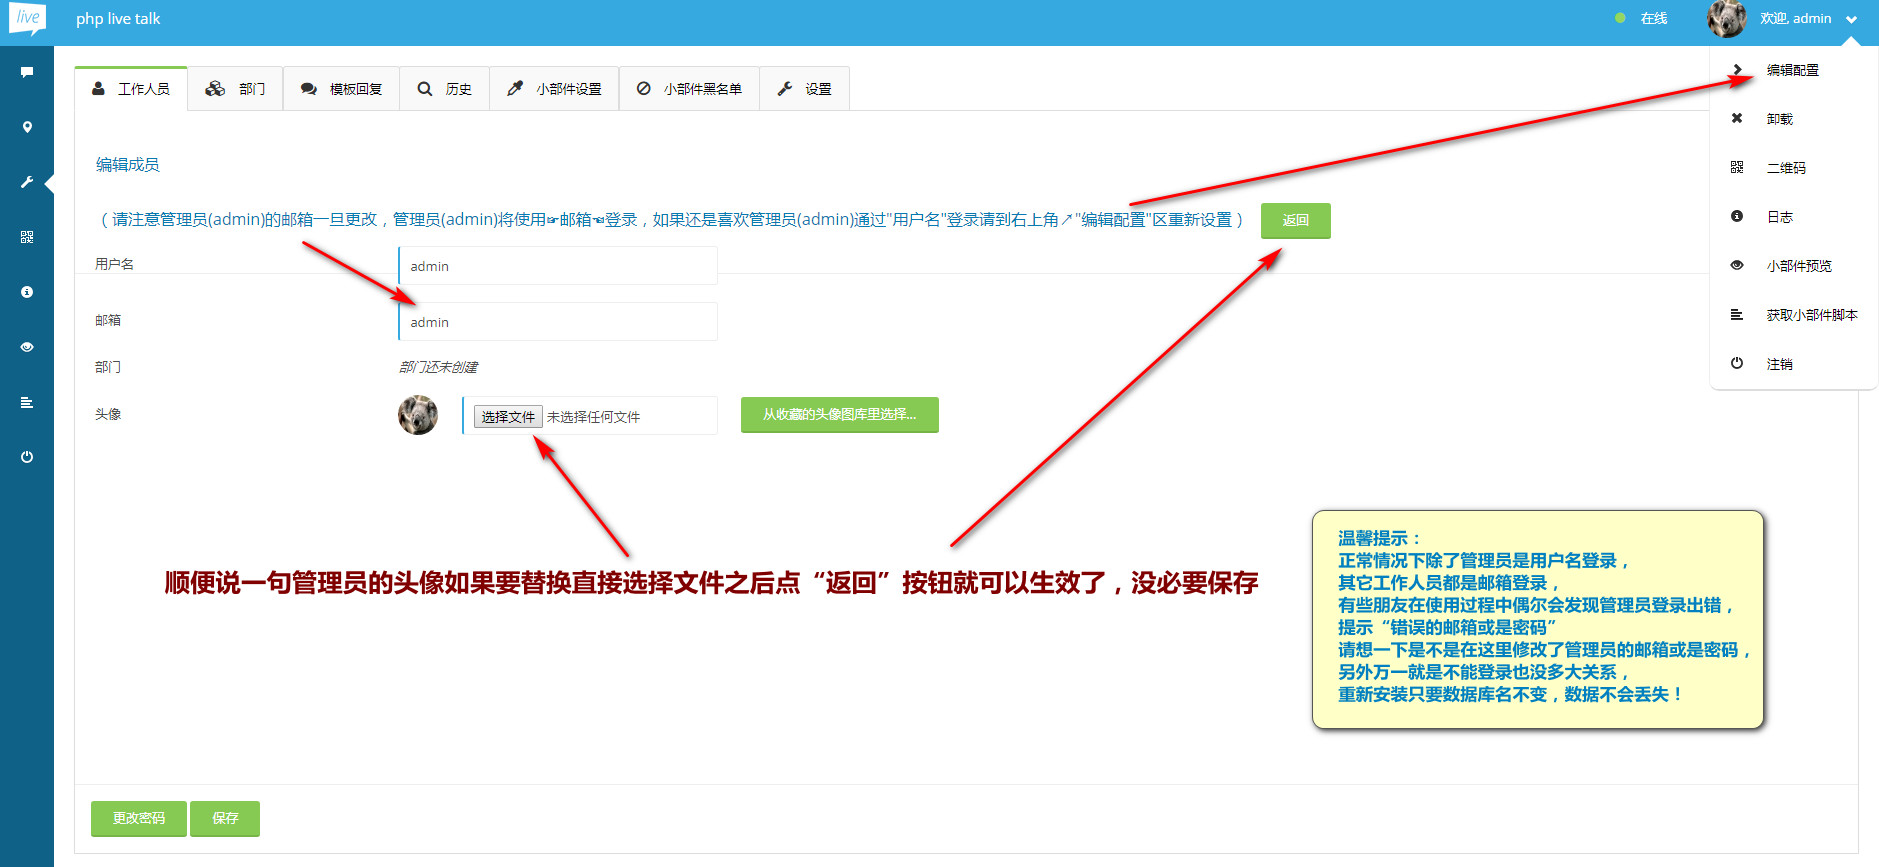 live
php live talk
在线
欢迎, admin
工作人员
部门
模板回复
历史
小部件设置
小部件黑名单
设置
编辑配置
卸载
二维码
日志
小部件预览
获取小部件脚本
注销
编辑成员
（请注意管理员(admin)的邮箱一旦更改，管理员(admin)将使用☞邮箱☜登录，如果还是喜欢管理员(admin)通过"用户名"登录请到右上角↗"编辑配置"区重新设置）
返回
用户名
admin
邮箱
admin
部门
部门还未创建
头像
选择文件 未选择任何文件
从收藏的头像图库里选择...
顺便说一句管理员的头像如果要替换直接选择文件之后点“返回”按钮就可以生效了，没必要保存
温馨提示：
正常情况下除了管理员是用户名登录，
其它工作人员都是邮箱登录，
有些朋友在使用过程中偶尔会发现管理员登录出错，
提示“错误的邮箱或是密码”
请想一下是不是在这里修改了管理员的邮箱或是密码，
另外万一就是不能登录也没多大关系，
重新安装只要数据库名不变，数据不会丢失！
更改密码
保存